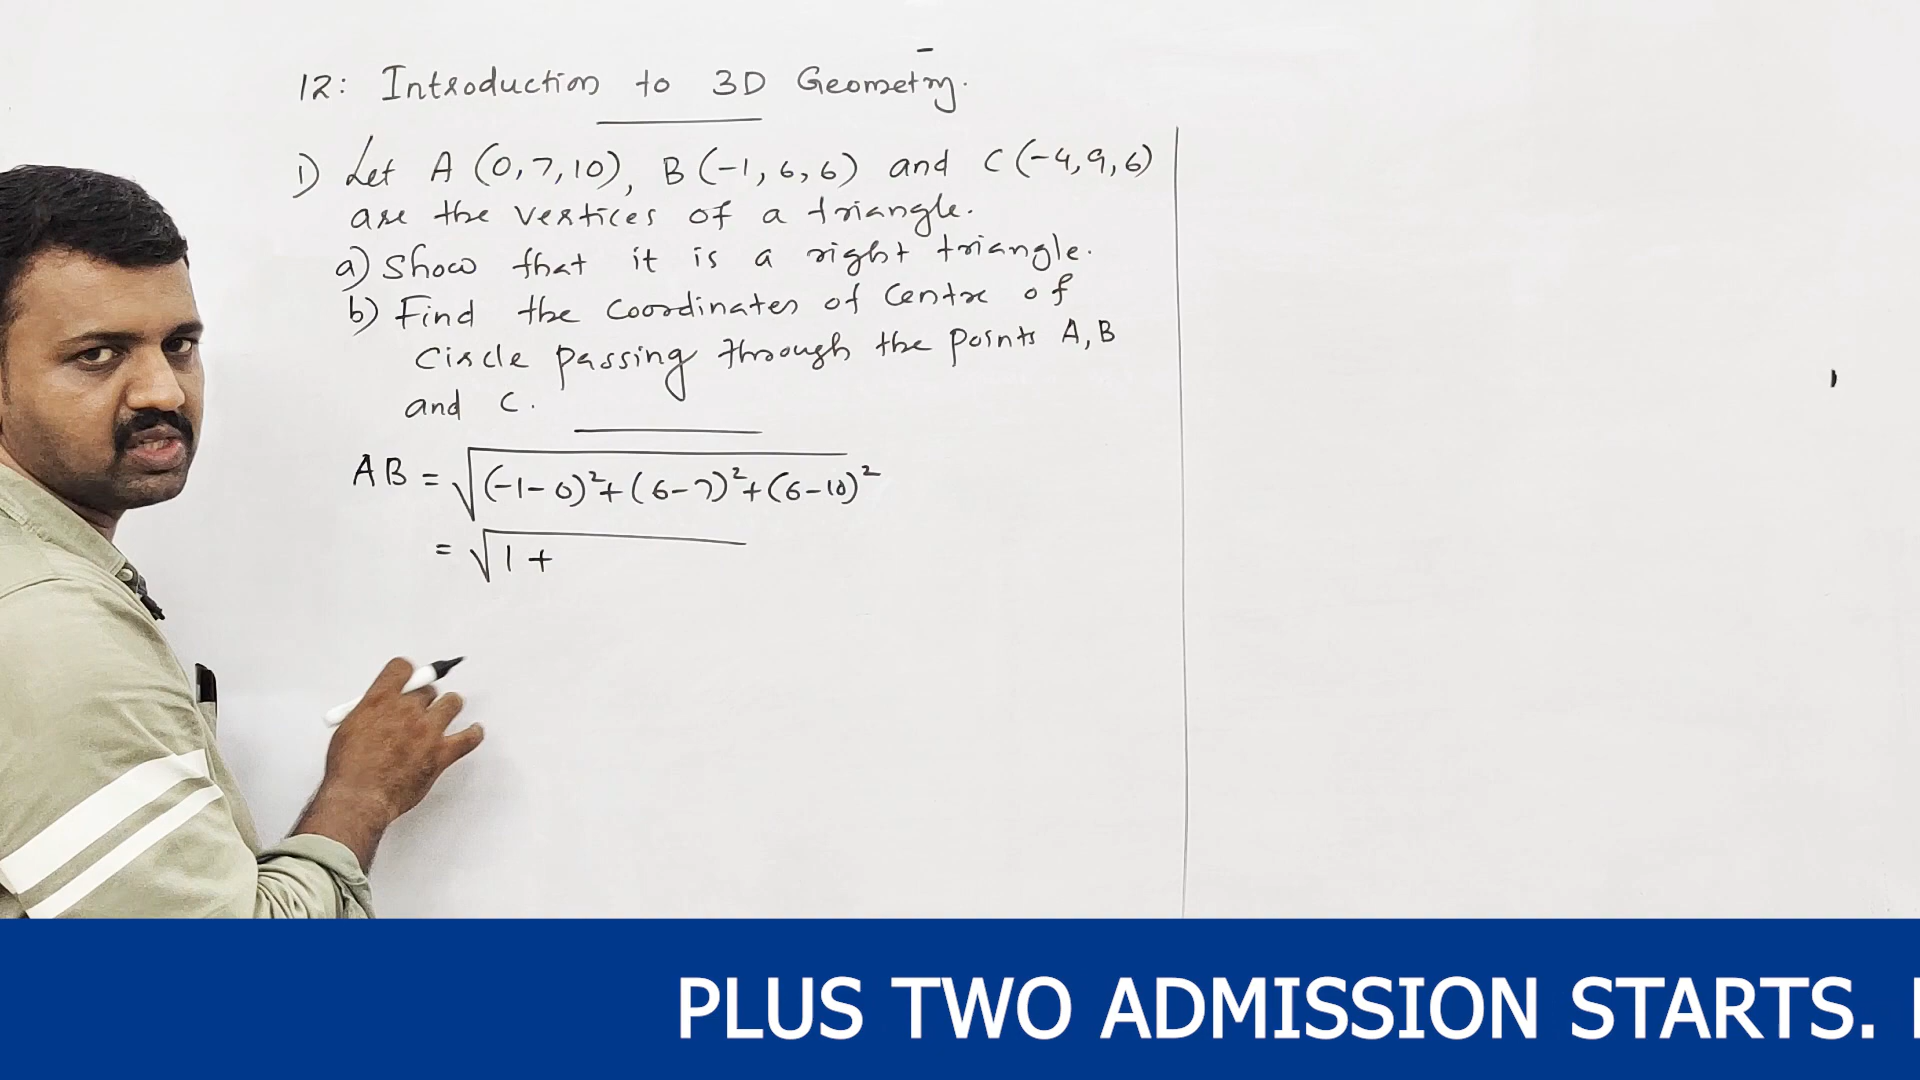 12: Introduction to 3D Geometry.
1) Let A (0,7,10), B (-1,6,6) and C (-4,9,6)
are the vertices of a triangle.
a) Show that it is a right triangle.
b) Find the coordinates of centre of
circle passing through the points A, B
and C.
AB = √(-1-0)²+(6-7)²+(6-10)²
= √1+
PLUS TWO ADMISSION STARTS.